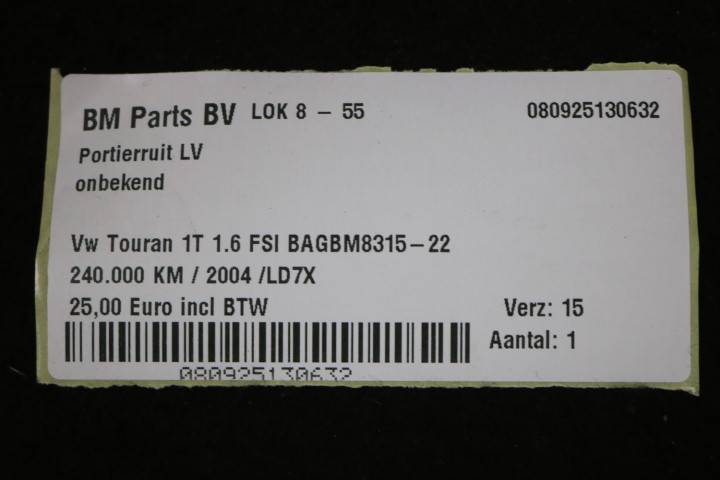 BM Parts BV LOK 8 - 55 080925130632
Portierruit LV
onbekend
Vw Touran 1T 1.6 FSI BAGBM8315-22
240.000 KM / 2004 /LD7X
25,00 Euro incl BTW Verz: 15
Aantal: 1
080925130632